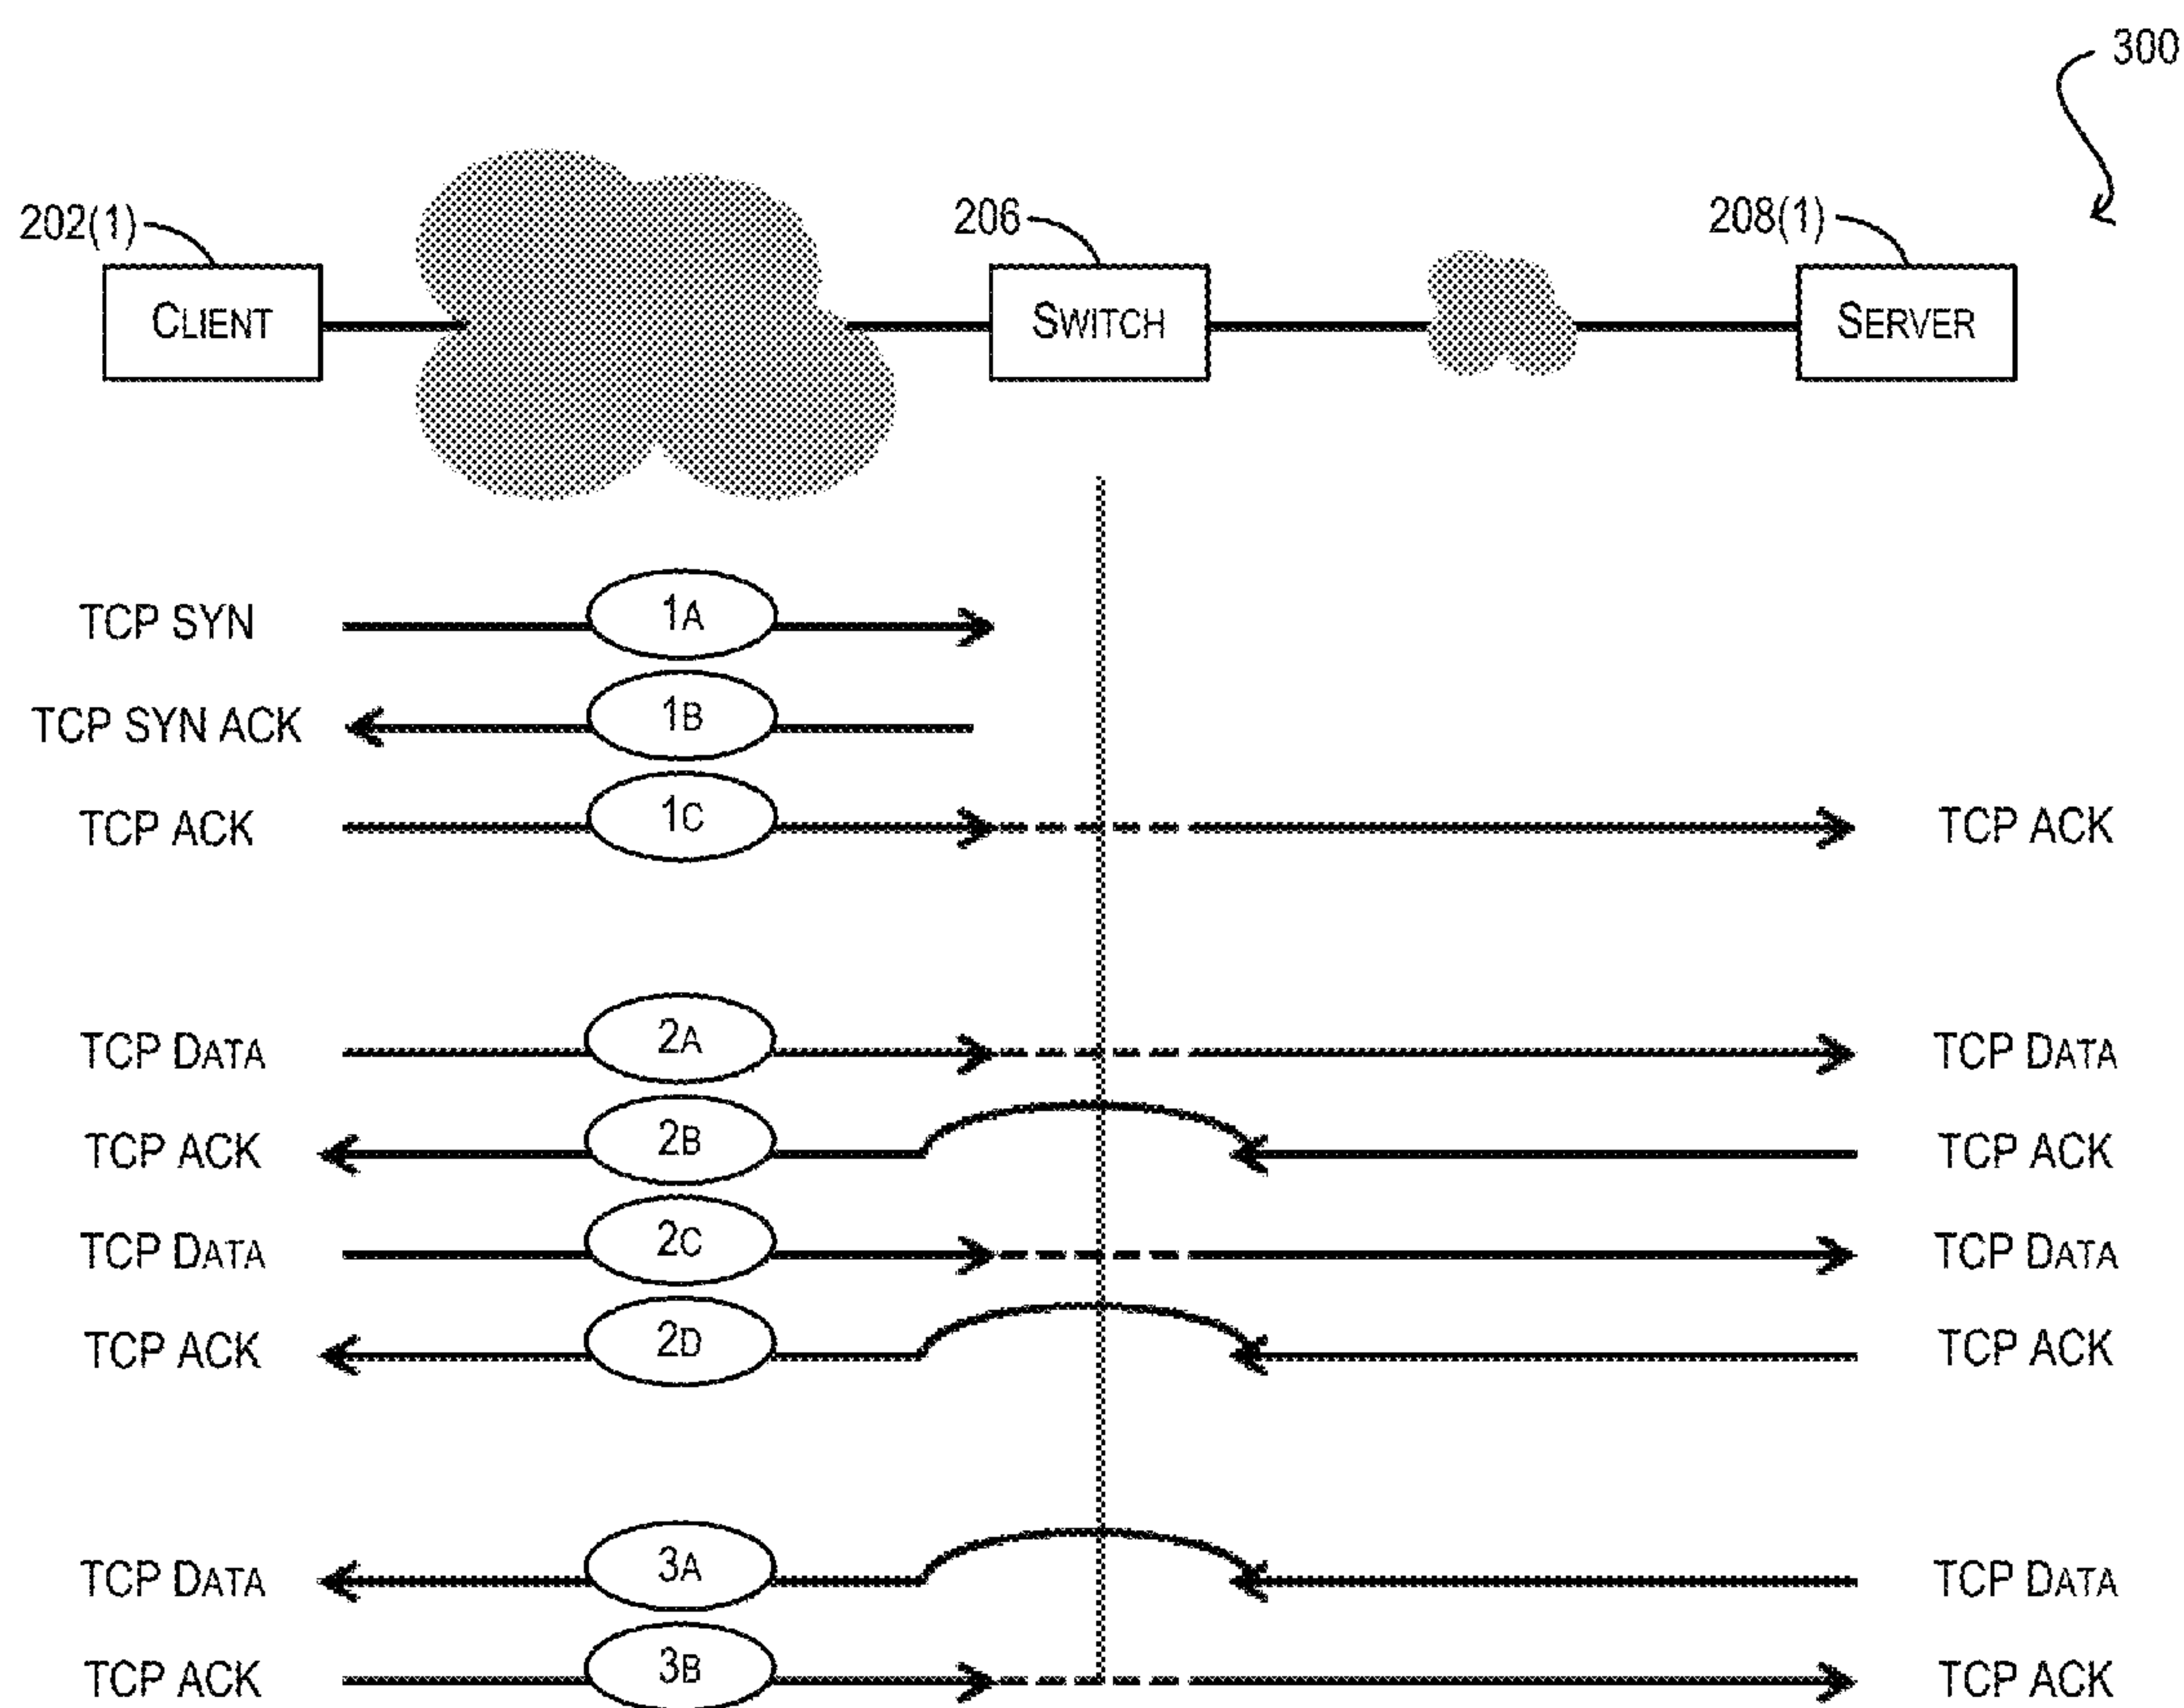 300
202(1)
206
208(1)
CLIENT
SWITCH
SERVER
TCP SYN 1A
TCP SYN ACK 1B
TCP ACK 1C TCP ACK
TCP DATA 2A TCP DATA
TCP ACK 2B TCP ACK
TCP DATA 2C TCP DATA
TCP ACK 2D TCP ACK
TCP DATA 3A TCP DATA
TCP ACK 3B TCP ACK